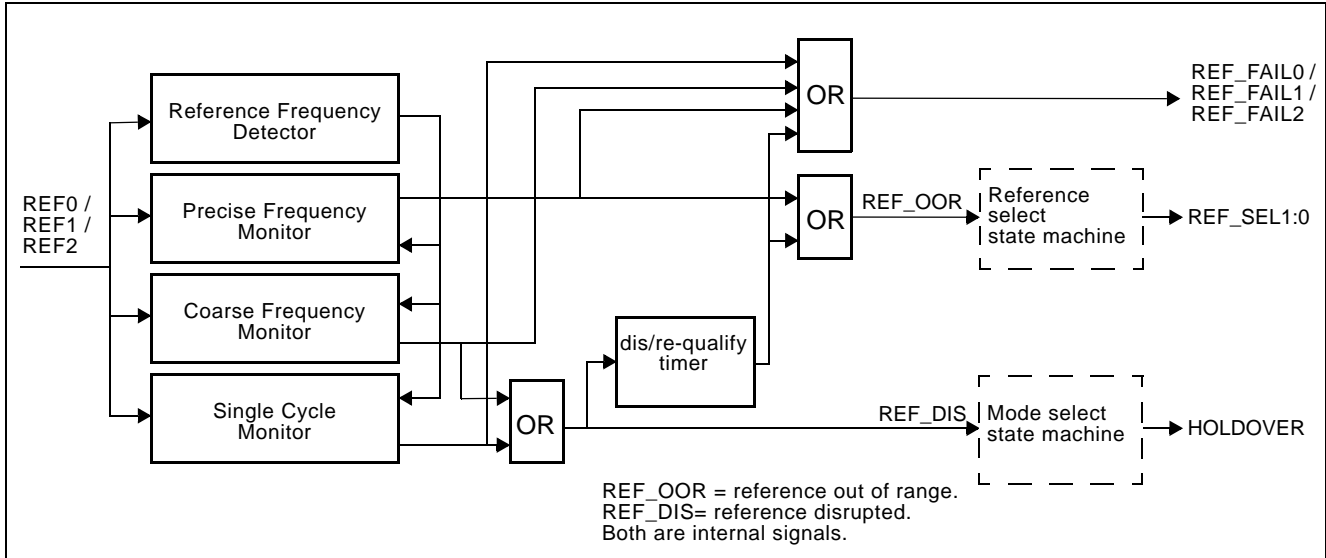 REF0 /
REF1 /
REF2
Reference Frequency
Detector
Precise Frequency
Monitor
Coarse Frequency
Monitor
Single Cycle
Monitor
OR
dis/re-qualify
timer
OR
OR
REF_FAIL0 /
REF_FAIL1 /
REF_FAIL2
REF_OOR
Reference
select
state machine
REF_SEL1:0
REF_DIS
Mode select
state machine
HOLDOVER
REF_OOR = reference out of range.
REF_DIS= reference disrupted.
Both are internal signals.